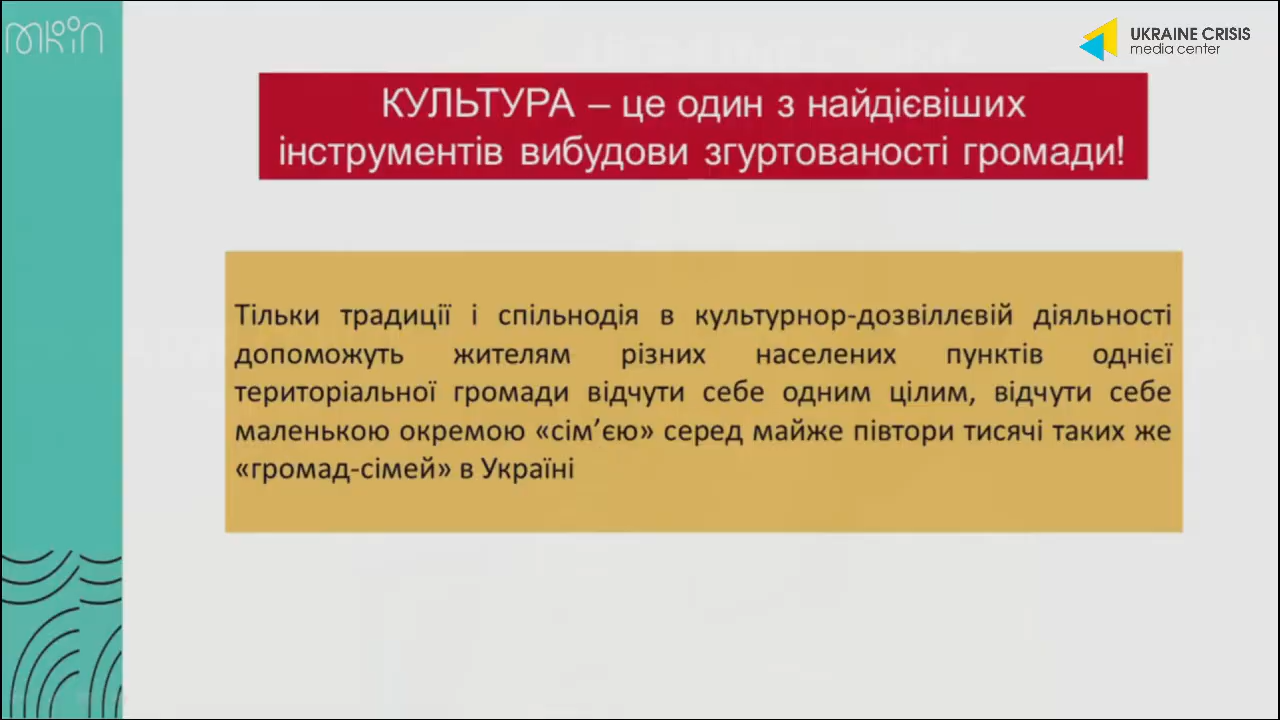 мкіп
UKRAINE CRISIS
media center
КУЛЬТУРА – це один з найдієвіших
інструментів вибудови згуртованості громади!
Тільки традиції і спільнодія в культурнор-дозвіллєвій діяльності
допоможуть жителям різних населених пунктів однієї
територіальної громади відчути себе одним цілим, відчути себе
маленькою окремою «сім’єю» серед майже півтори тисячі таких же
«громад-сімей» в Україні